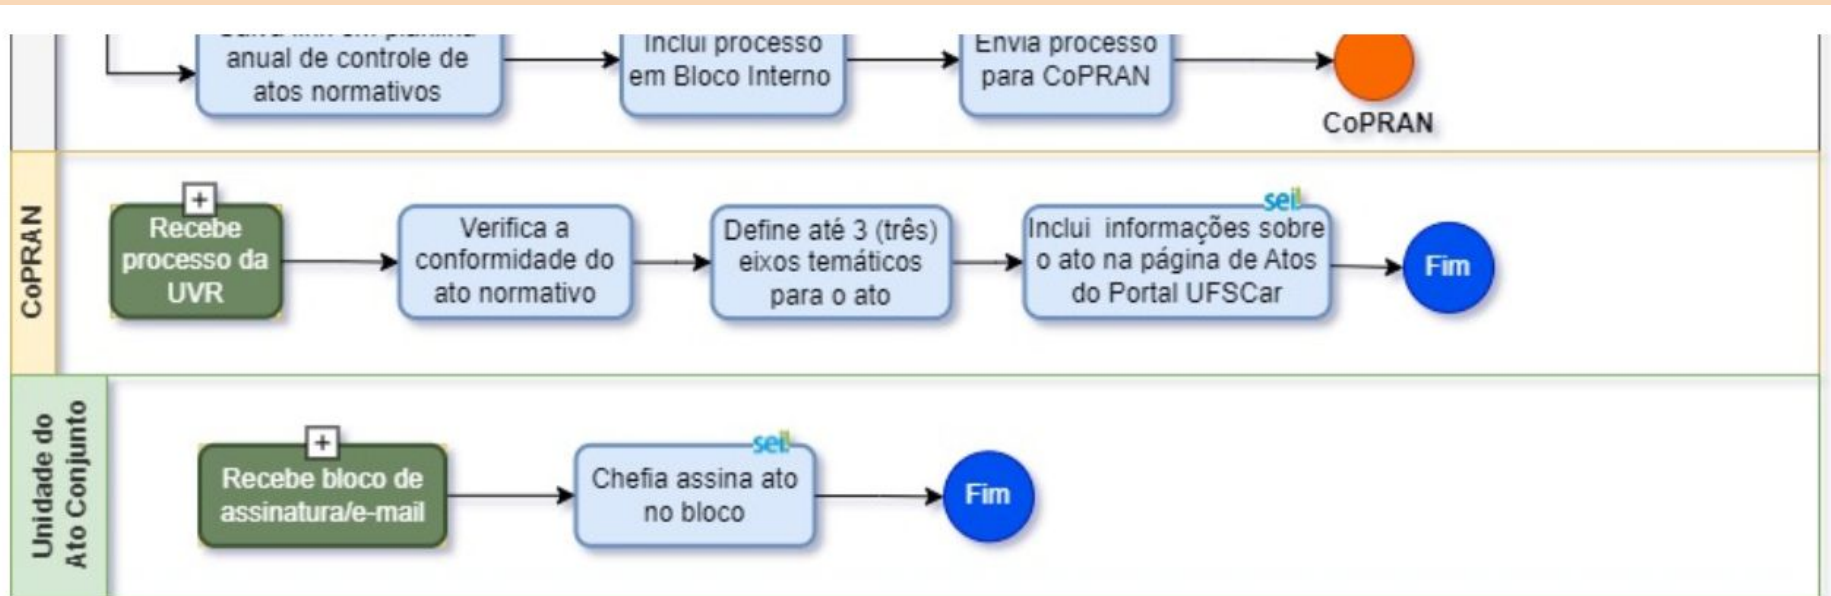 anual de controle de
atos normativos
Inclui processo
em Bloco Interno
Envia processo
para CoPRAN
CoPRAN
CoPRAN
Recebe
processo da
UVR
Verifica a
conformidade do
ato normativo
Define até 3 (três)
eixos temáticos
para o ato
sei!
Inclui informações sobre
o ato na página de Atos
do Portal UFSCar
Fim
Unidade do
Ato Conjunto
Recebe bloco de
assinatura/e-mail
sei!
Chefia assina ato
no bloco
Fim